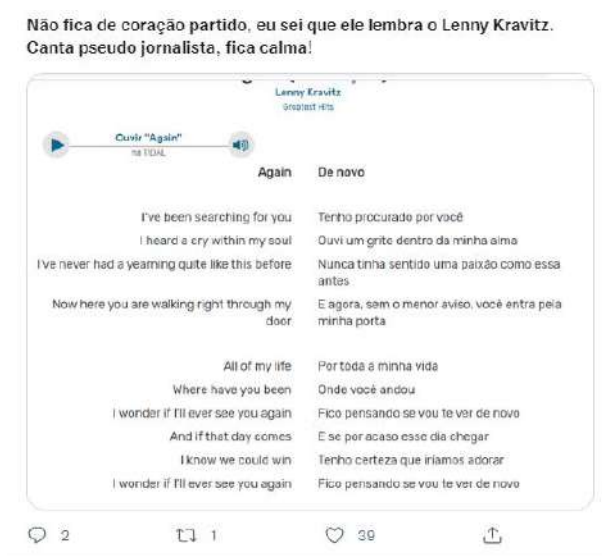 Não fica de coração partido, eu sei que ele lembra o Lenny Kravitz.
Canta pseudo jornalista, fica calma!
Lenny Kravitz
Greatest Hits
Ouvir "Again"
na TIDAL
Again De novo
I've been searching for you Tenho procurado por você
I heard a cry within my soul Ouvi um grito dentro da minha alma
I've never had a yearning quite like this before Nunca tinha sentido uma paixão como essa
antes
Now here you are walking right through my E agora, sem o menor aviso, você entra pela
door minha porta
All of my life Por toda a minha vida
Where have you been Onde você andou
I wonder if I'll ever see you again Fico pensando se vou te ver de novo
And if that day comes E se por acaso esse dia chegar
I know we could win Tenho certeza que iríamos adorar
I wonder if I'll ever see you again Fico pensando se vou te ver de novo
2 1 39